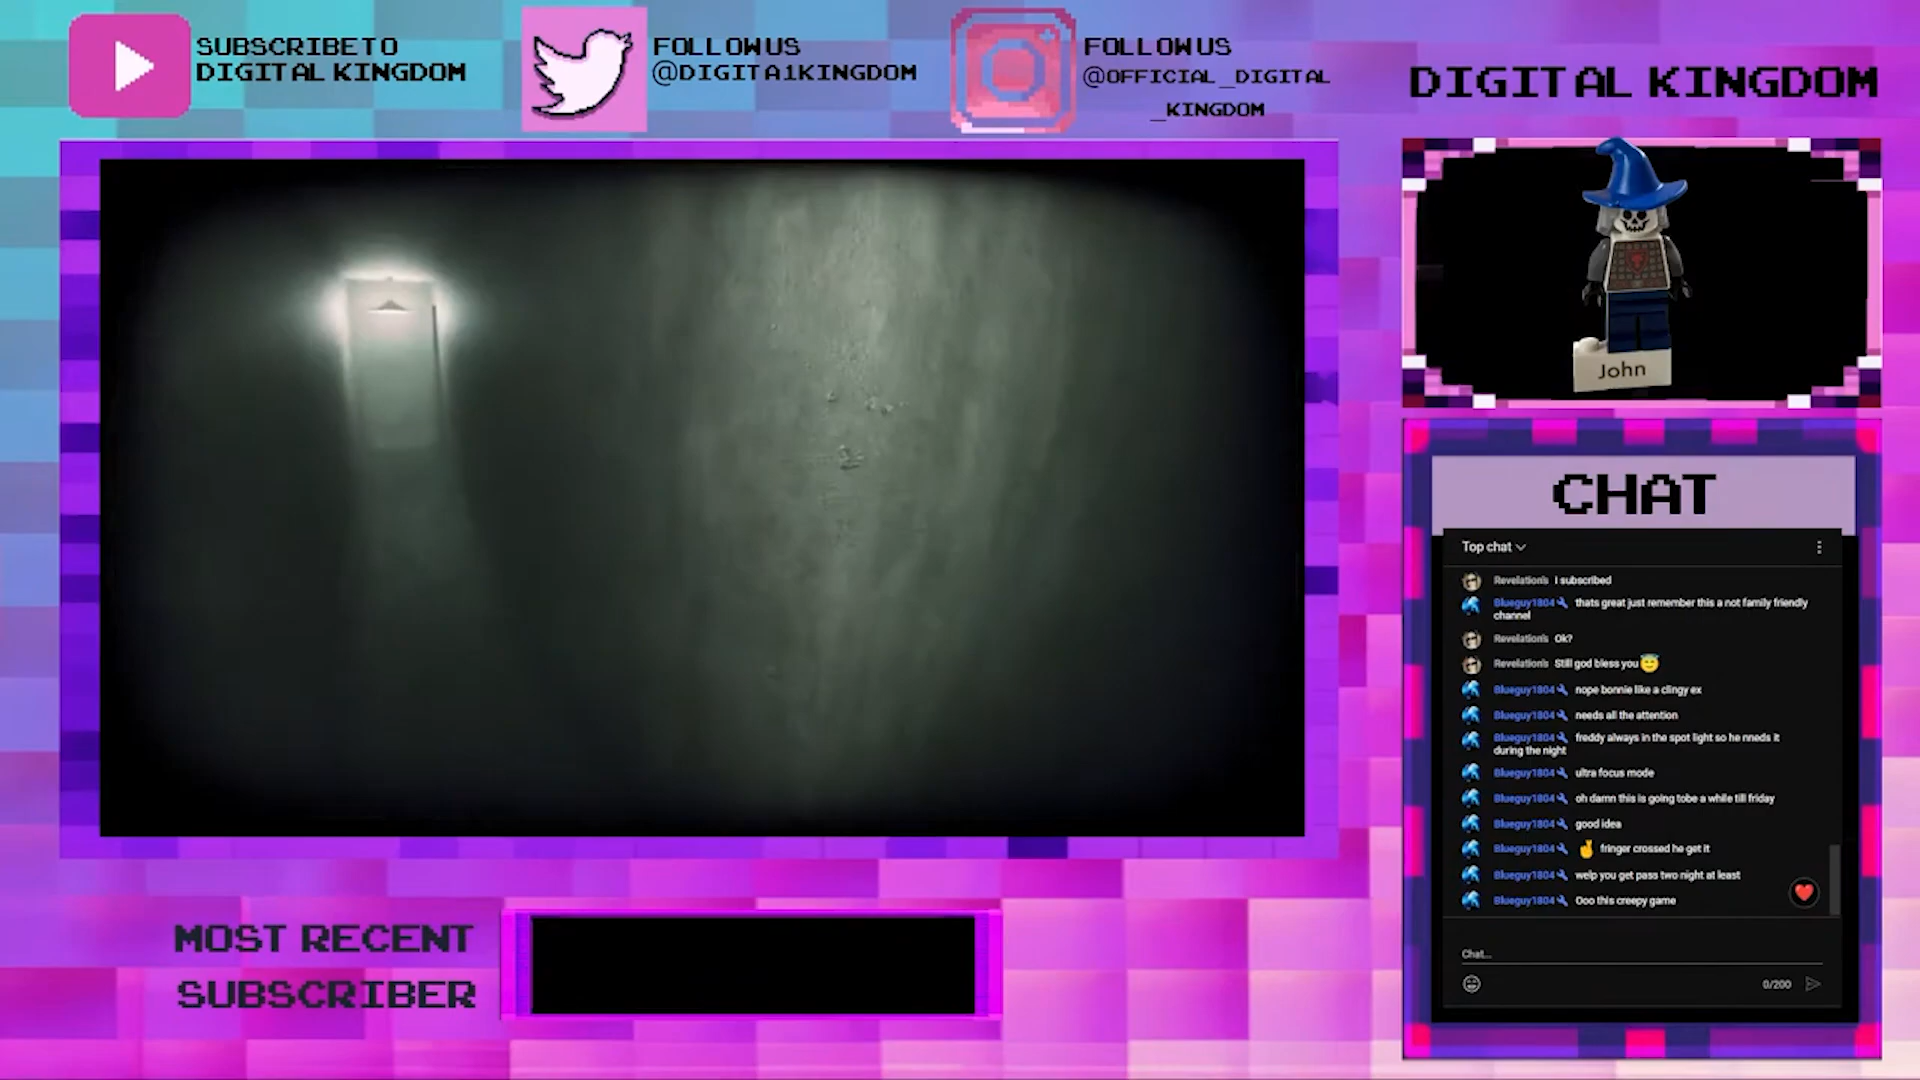 SUBSCRIBE TO
DIGITAL KINGDOM
FOLLOW US
@DIGITA1KINGDOM
FOLLOW US
@OFFICIAL_DIGITAL
_KINGDOM
DIGITAL KINGDOM
John
CHAT
Top chat
Revelation's I subscribed
Blueguy1804 thats great just remember this a not family friendly
channel
Revelation's Ok?
Revelation's Still god bless you 😇
Blueguy1804 nope bonnie like a clingy ex
Blueguy1804 needs all the attention
Blueguy1804 freddy always in the spot light so he nneds it
during the night
Blueguy1804 ultra focus mode
Blueguy1804 oh damn this is going tobe a while till friday
Blueguy1804 good idea
Blueguy1804 🤞 fringer crossed he get it
Blueguy1804 welp you get pass two night at least
Blueguy1804 Ooo this creepy game
Chat...
0/200
MOST RECENT
SUBSCRIBER